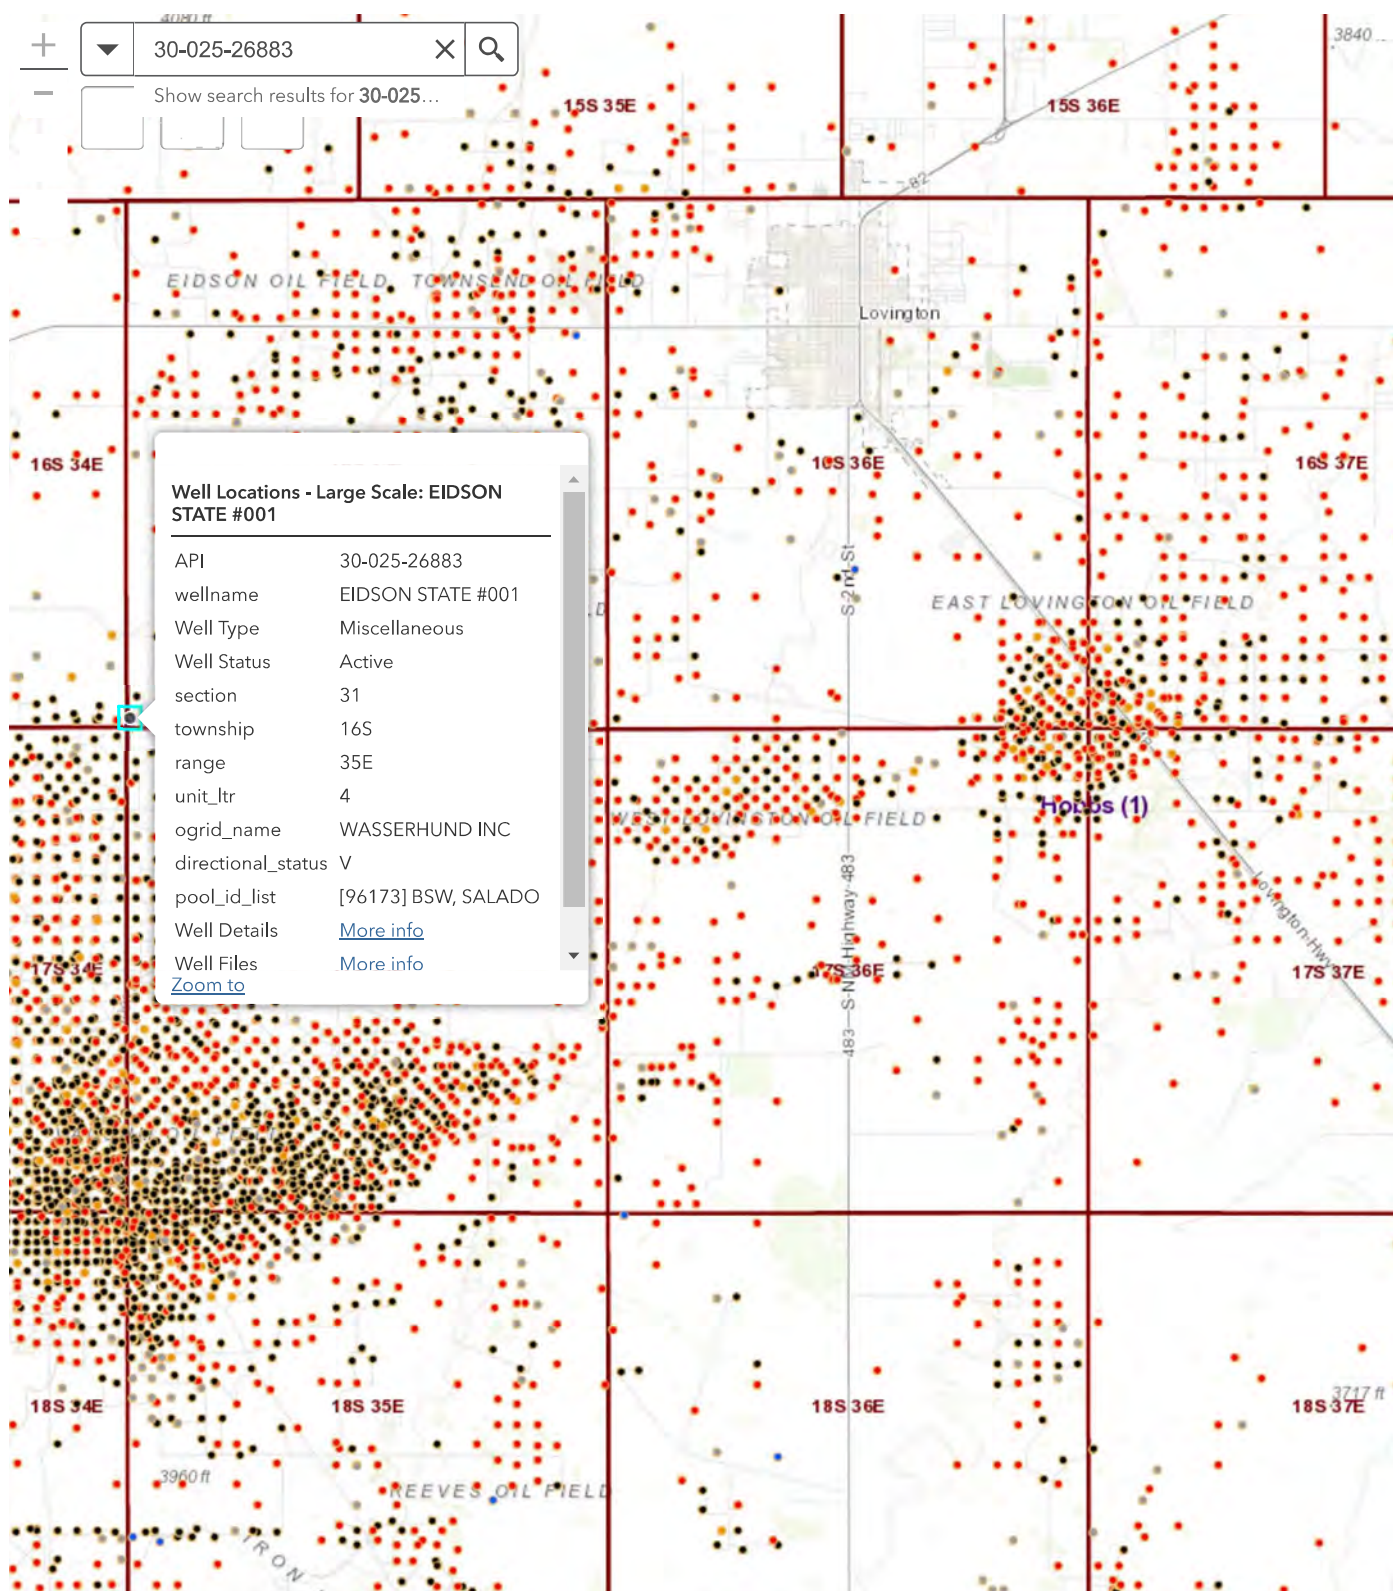 4080 ft
30-025-26883
Show search results for 30-025...
3840 ...
15S 35E
15S 36E
82
EIDSON OIL FIELD
TOWNSEND OIL FIELD
Lovington
16S 34E
16S 36E
16S 37E
Well Locations - Large Scale: EIDSON
STATE #001
API 30-025-26883
wellname EIDSON STATE #001
Well Type Miscellaneous
Well Status Active
section 31
township 16S
range 35E
unit_ltr 4
ogrid_name WASSERHUND INC
directional_status V
pool_id_list [96173] BSW, SALADO
Well Details More info
Well Files More info
Zoom to
S 2nd St
EAST LOVINGTON OIL FIELD
Hobbs (1)
WEST LOVINGTON OIL FIELD
483 S NM Highway 483
Lovington Hwy
17S 34E
17S 36E
17S 37E
OIL FIELD
18S 34E
18S 35E
18S 36E
18S 37E
3717 ft
3960 ft
REEVES OIL FIELD
IRON